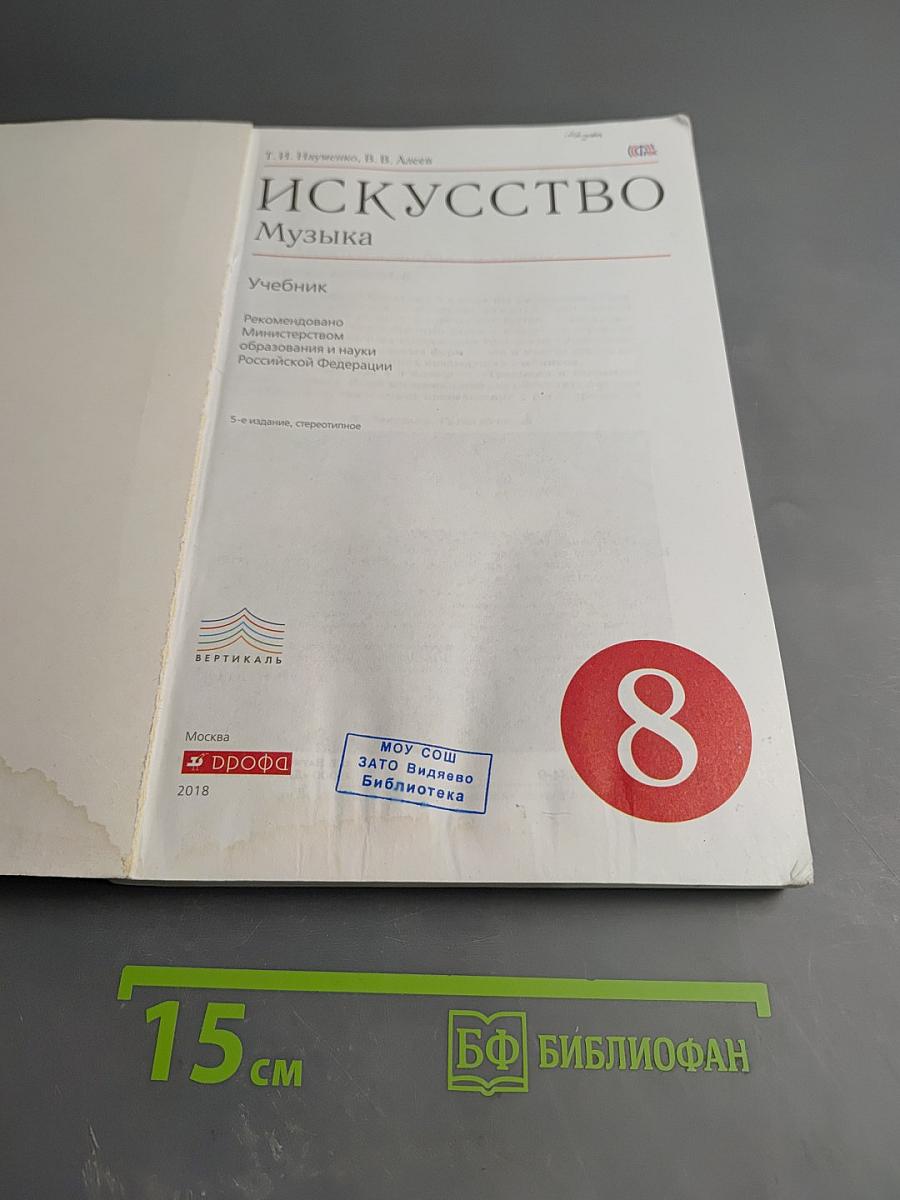 Т. И. Науменко, В. В. Алеев
ИСКУССТВО
Музыка
Учебник
Рекомендовано
Министерством
образования и науки
Российской Федерации
5-е издание, стереотипное
ВЕРТИКАЛЬ
8
Москва
дрофа
2018
МОУ СОШ
ЗАТО Видяево
Библиотека
15 см
БФ БИБЛИОФАН